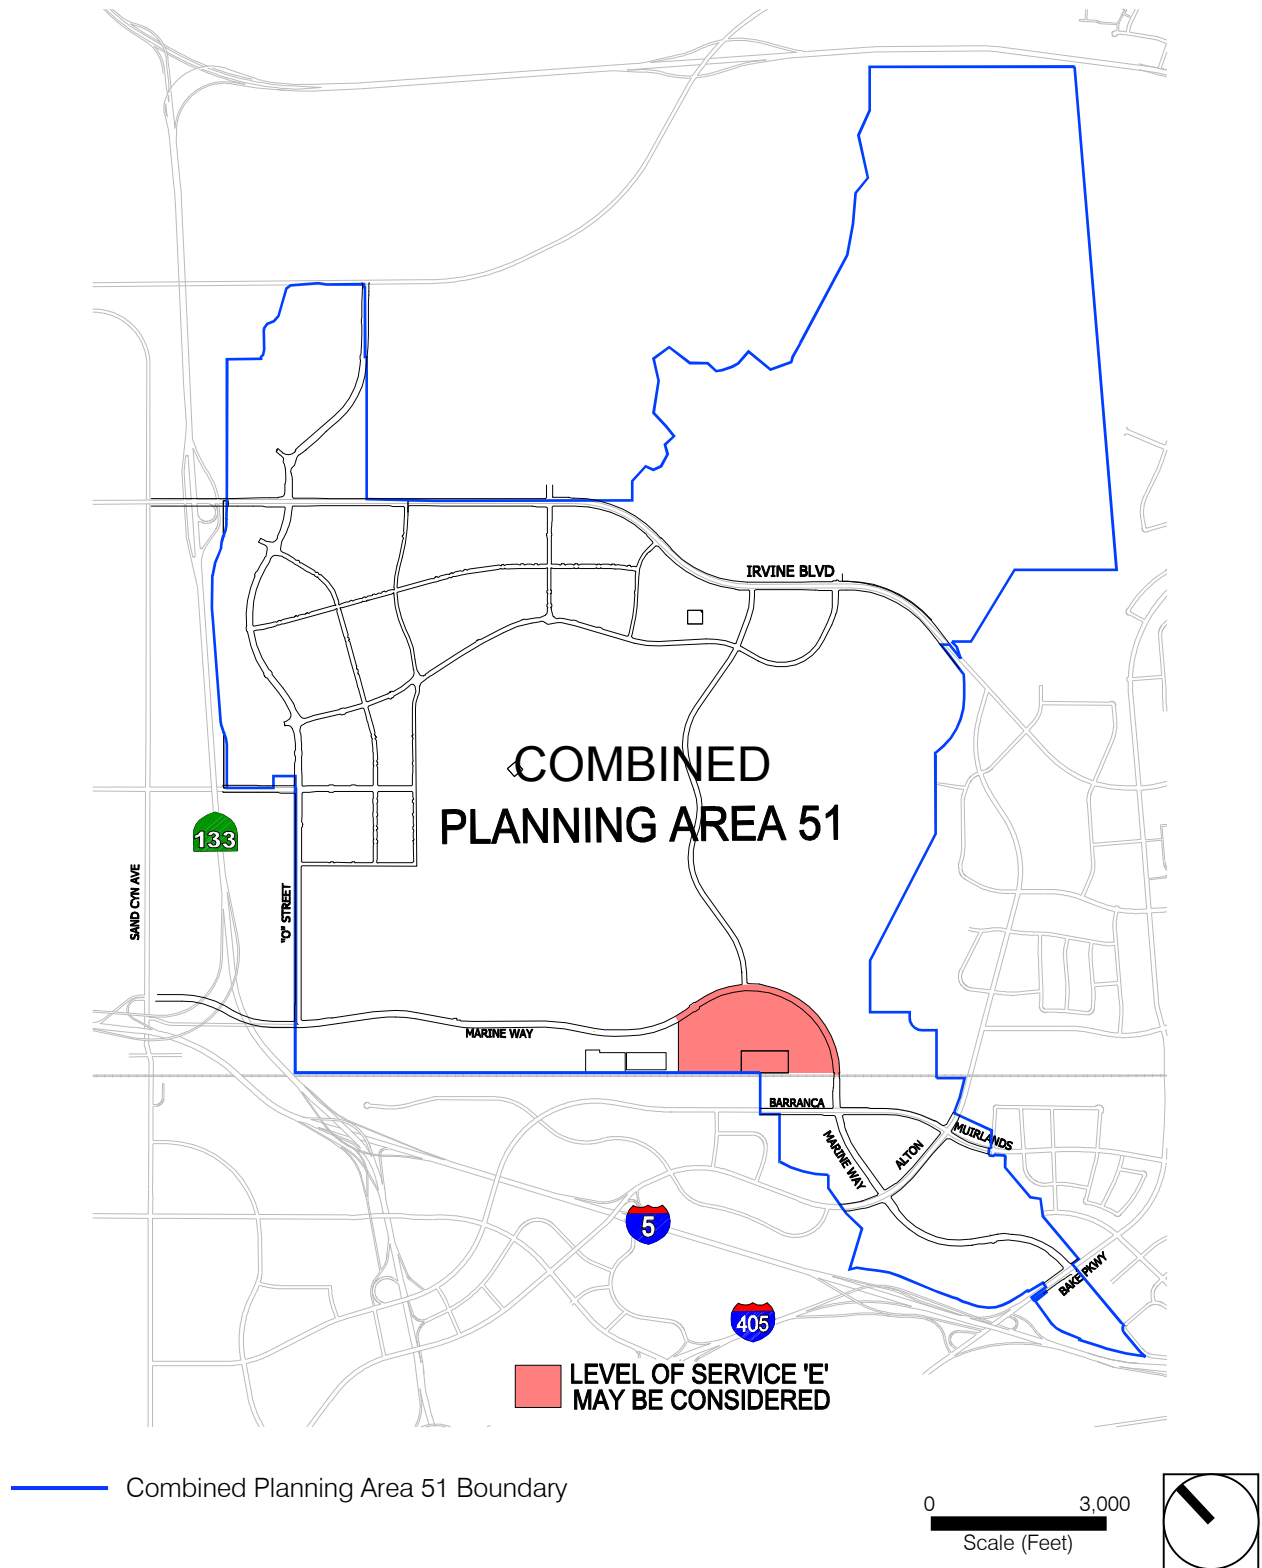 IRVINE BLVD
COMBINED
PLANNING AREA 51
133
SAND CYN AVE
"O" STREET
MARINE WAY
BARRANCA
MUIRLANDS
MARINE WAY
ALTON
5
BAKE PKWY
405
LEVEL OF SERVICE 'E'
MAY BE CONSIDERED
Combined Planning Area 51 Boundary
0 3,000
Scale (Feet)